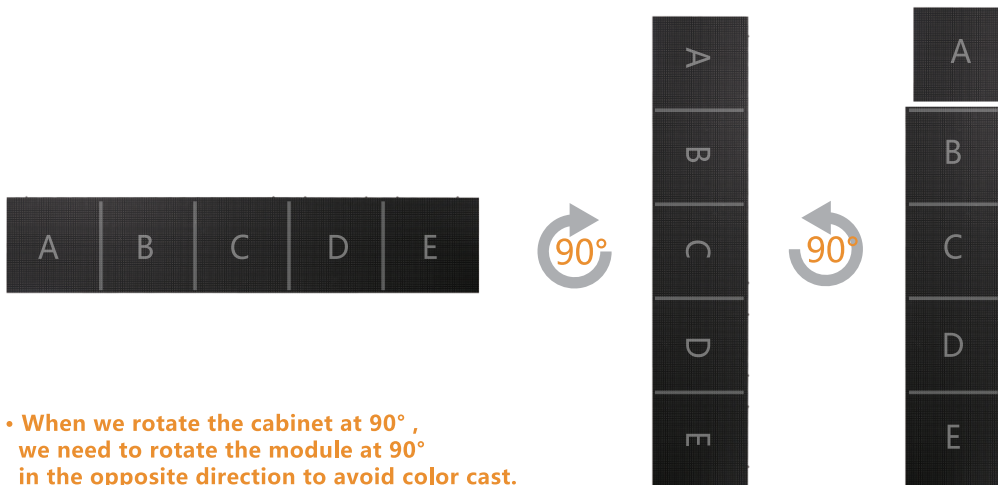 A B C D E
90°
A
B
C
D
E
90°
A
B
C
D
E
• When we rotate the cabinet at 90° ,
we need to rotate the module at 90°
in the opposite direction to avoid color cast.